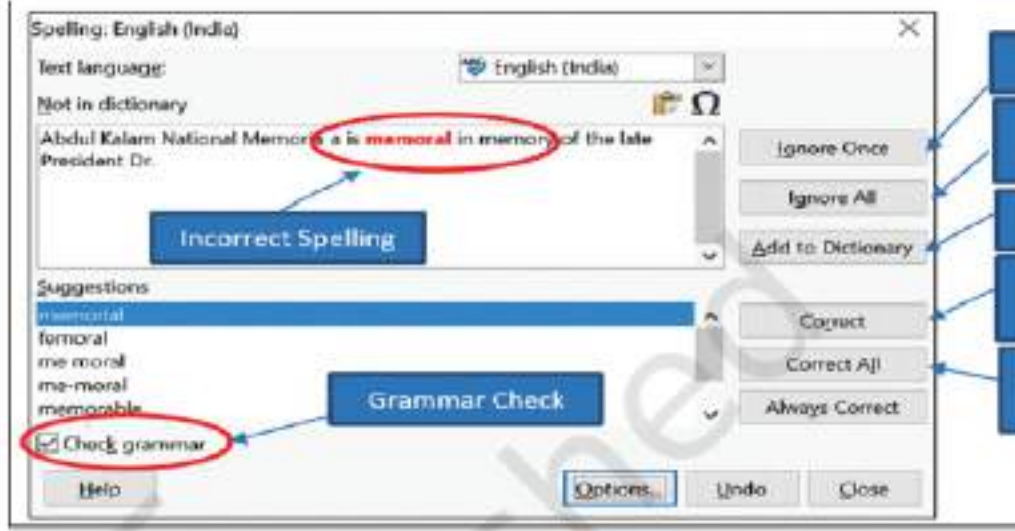 Spelling: English (India)
Text language:
English (India)
Not in dictionary
Abdul Kalam National Memoria a is memoral in memory of the late
President Dr.
Incorrect Spelling
Ignore Once
Ignore All
Add to Dictionary
Suggestions
memorial
femoral
me moral
me-moral
memorable
Correct
Correct All
Always Correct
Grammar Check
Check grammar
Help
Options...
Undo
Close